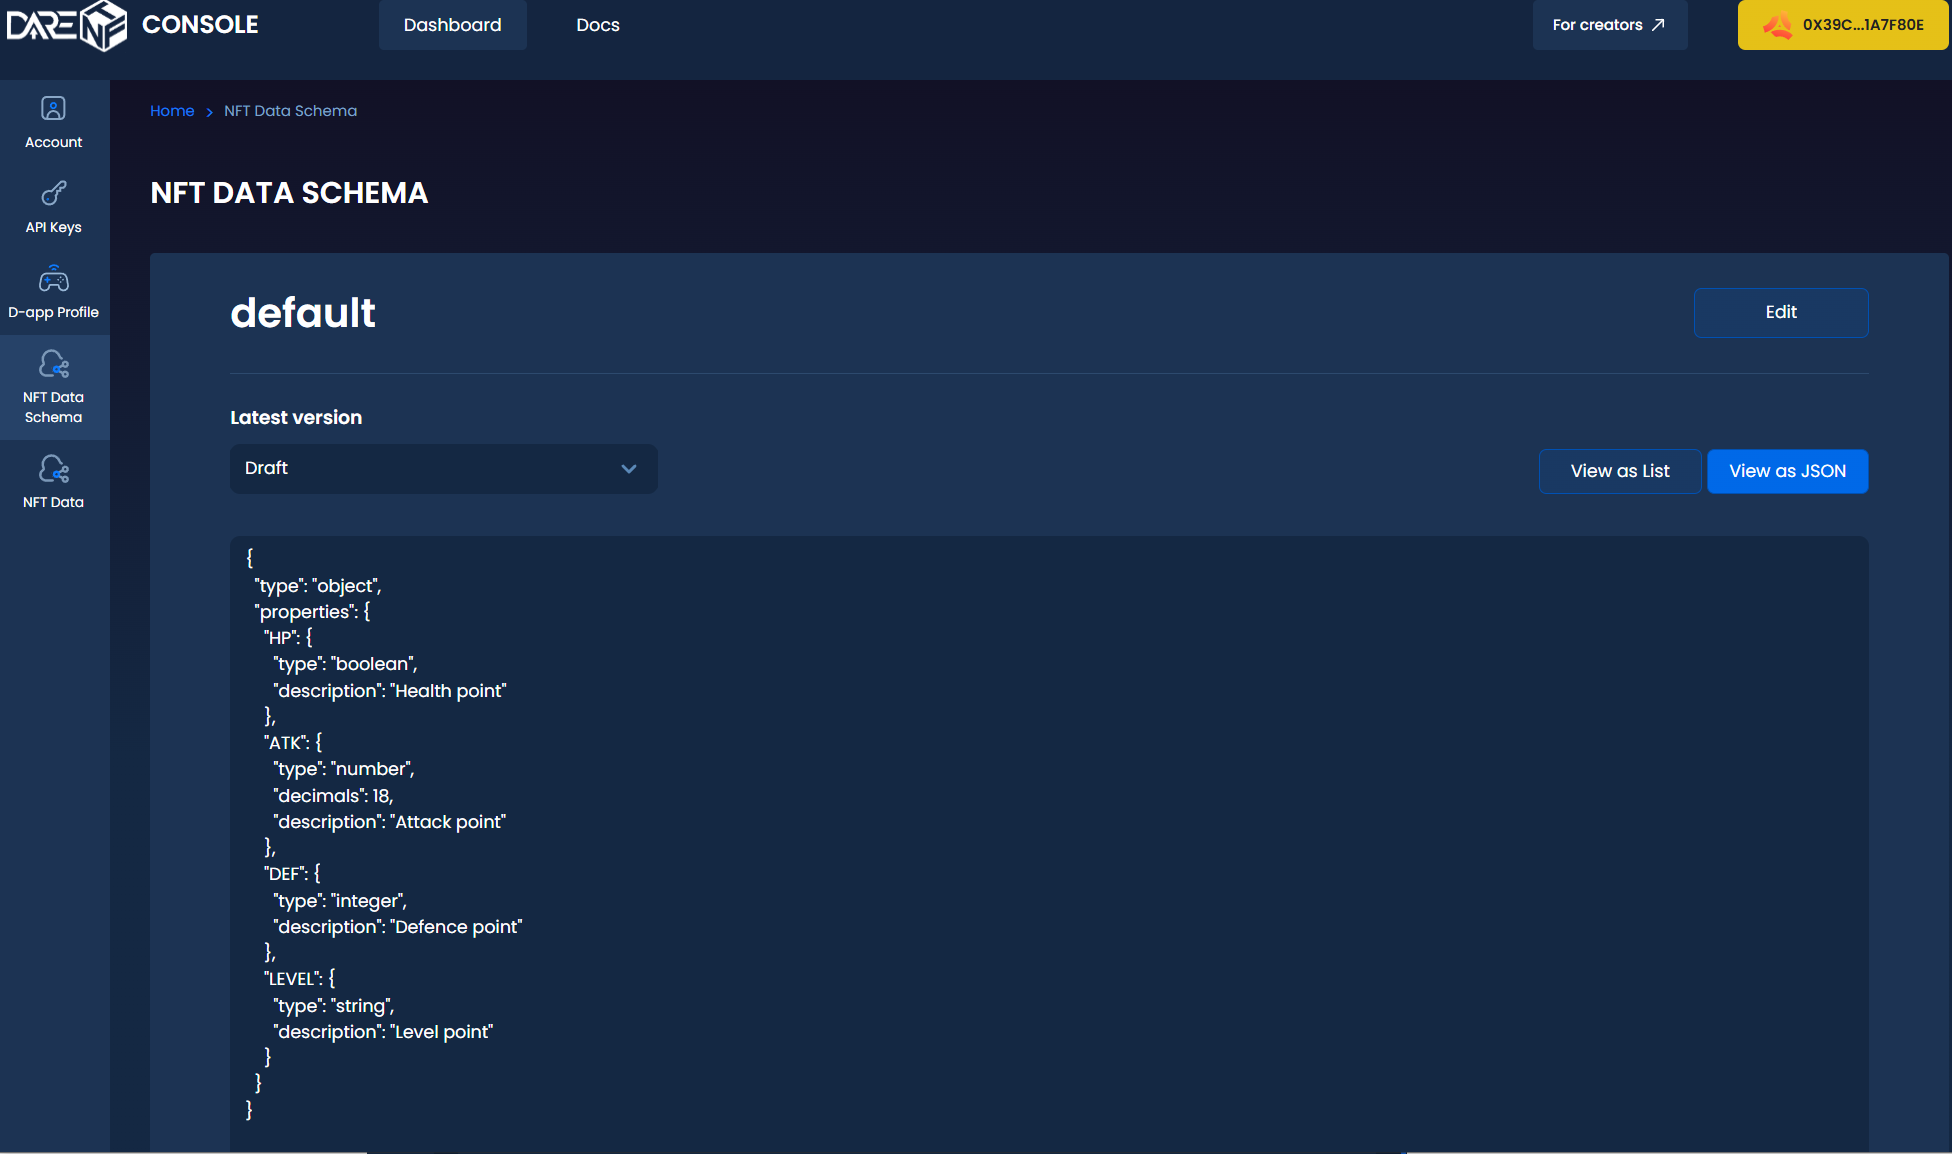 DARENFT CONSOLE
Dashboard
Docs
For creators
0X39C...1A7F80E
Account
API Keys
D-app Profile
NFT Data
Schema
NFT Data
Home > NFT Data Schema
NFT DATA SCHEMA
default
Edit
Latest version
Draft
View as List
View as JSON
{
"type": "object",
"properties": {
"HP": {
"type": "boolean",
"description": "Health point"
},
"ATK": {
"type": "number",
"decimals": 18,
"description": "Attack point"
},
"DEF": {
"type": "integer",
"description": "Defence point"
},
"LEVEL": {
"type": "string",
"description": "Level point"
}
}
}